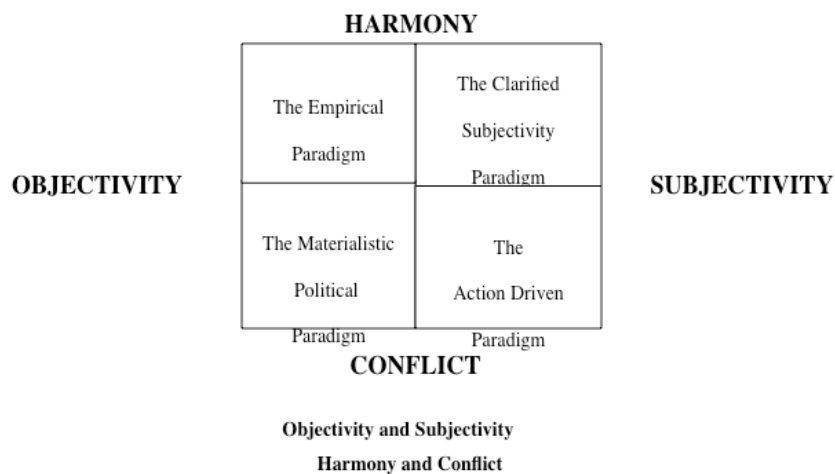 HARMONY
The Empirical
Paradigm
The Clarified
Subjectivity
Paradigm
OBJECTIVITY
SUBJECTIVITY
The Materialistic
Political
Paradigm
The
Action Driven
Paradigm
CONFLICT
Objectivity and Subjectivity
Harmony and Conflict